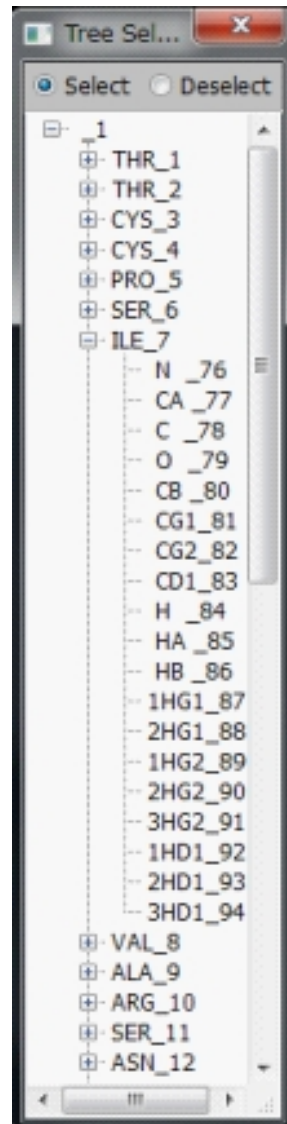 Tree Sel...
Select Deselect
_1
THR_1
THR_2
CYS_3
CYS_4
PRO_5
SER_6
ILE_7
N _76
CA _77
C _78
O _79
CB _80
CG1_81
CG2_82
CD1_83
H _84
HA _85
HB _86
1HG1_87
2HG1_88
1HG2_89
2HG2_90
3HG2_91
1HD1_92
2HD1_93
3HD1_94
VAL_8
ALA_9
ARG_10
SER_11
ASN_12